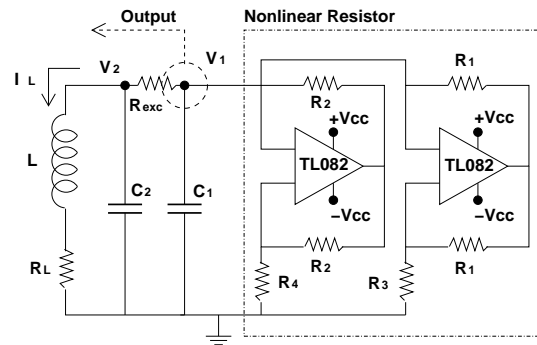 Output
Nonlinear Resistor
I L
V2
V1
Rexc
R2
R1
+Vcc
+Vcc
L
TL082
TL082
C2
C1
−Vcc
−Vcc
RL
R2
R1
R4
R3